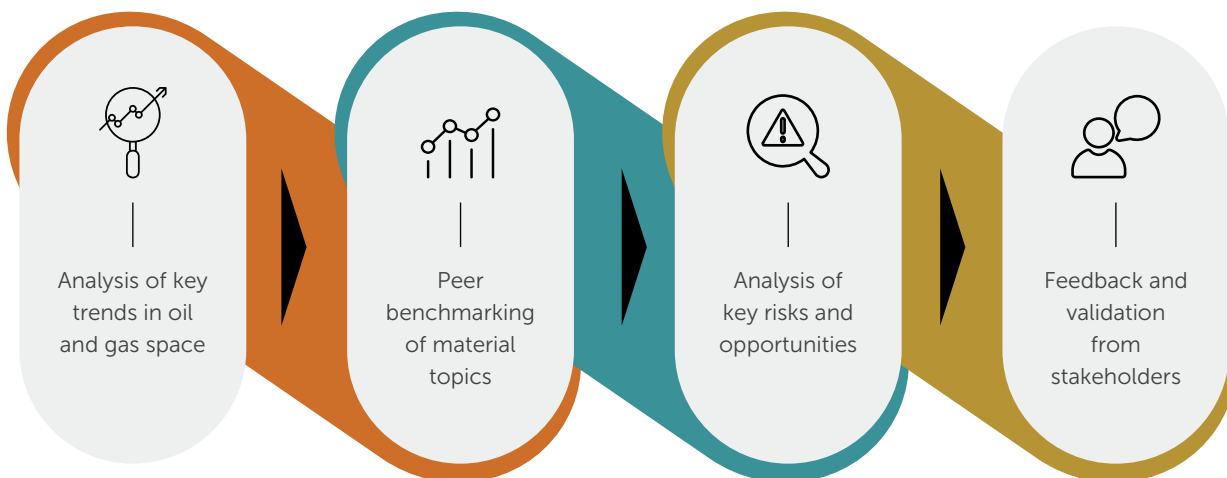 Analysis of key
trends in oil
and gas space
Peer
benchmarking
of material
topics
Analysis of
key risks and
opportunities
Feedback and
validation
from
stakeholders